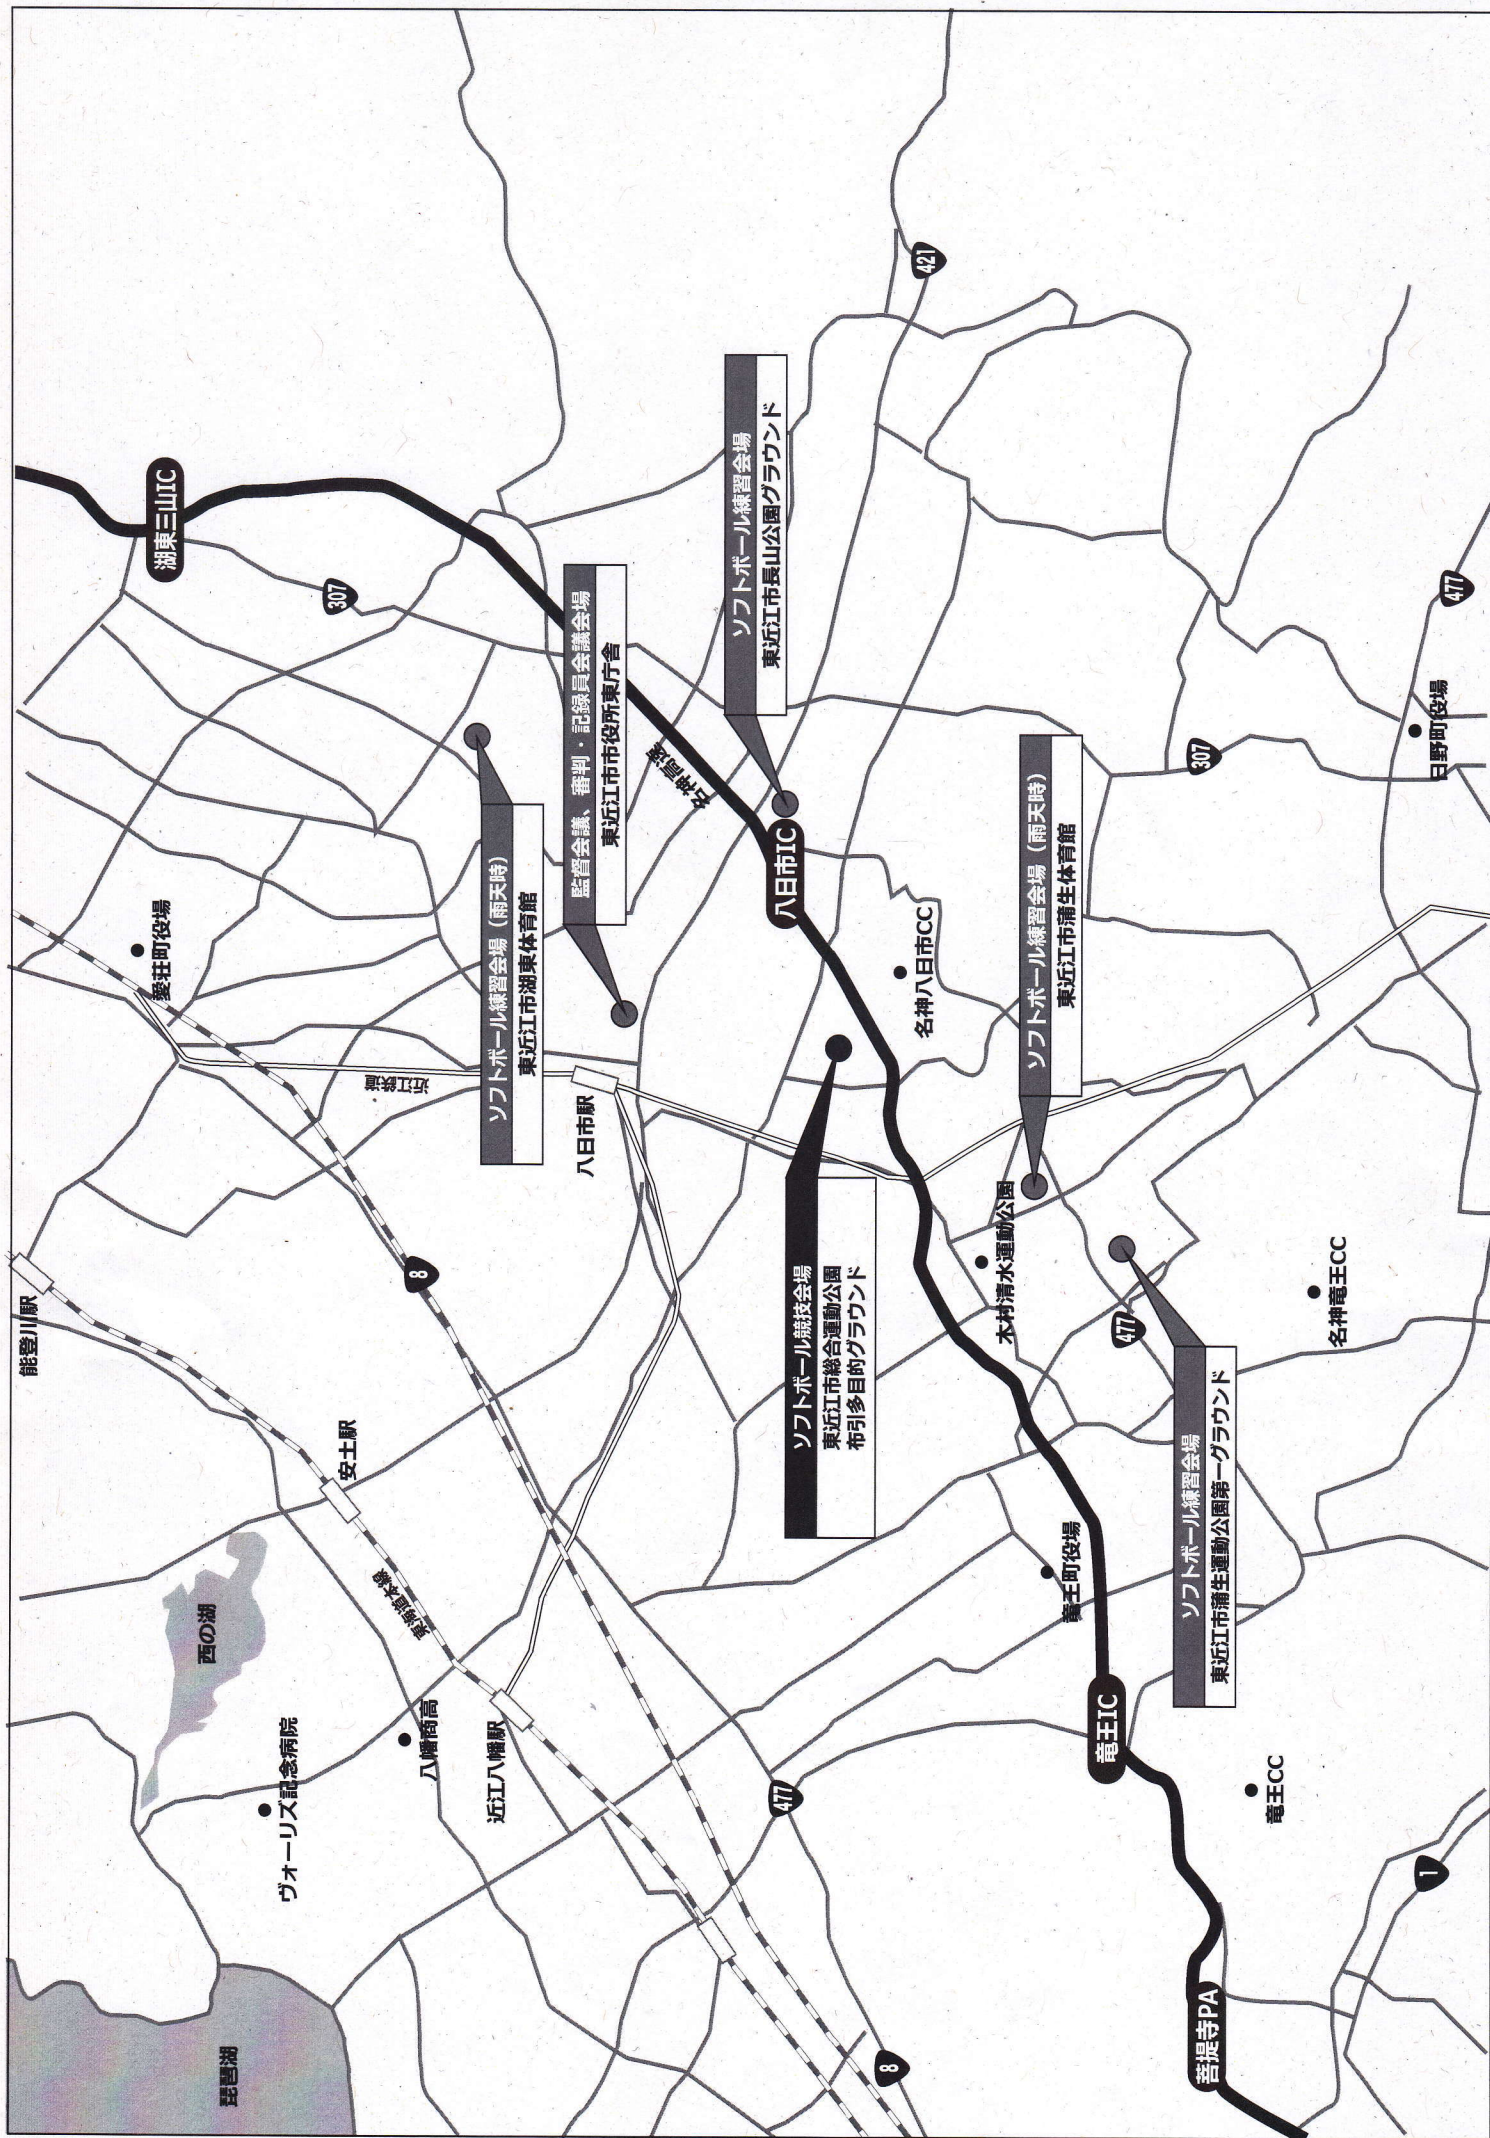 琵琶湖
西の湖
ヴォーリズ記念病院
八幡商高
近江八幡駅
東海道本線
安土駅
能登川駅
愛荘町役場
湖東三山IC
307
8
近江鉄道
八日市駅
ソフトボール練習会場（雨天時）
東近江市湖東体育館
監督会議、審判・記録員会議会場
東近江市市役所東庁舎
名神高速
ソフトボール練習会場
東近江市長山公園グラウンド
421
八日市IC
名神八日市CC
ソフトボール競技会場
東近江市総合運動公園
布引多目的グラウンド
ソフトボール練習会場（雨天時）
東近江市蒲生体育館
木村清水運動公園
307
477
日野町役場
477
名神竜王CC
ソフトボール練習会場
東近江市蒲生運動公園第一グラウンド
竜王町役場
竜王IC
竜王CC
477
8
菩提寺PA
1